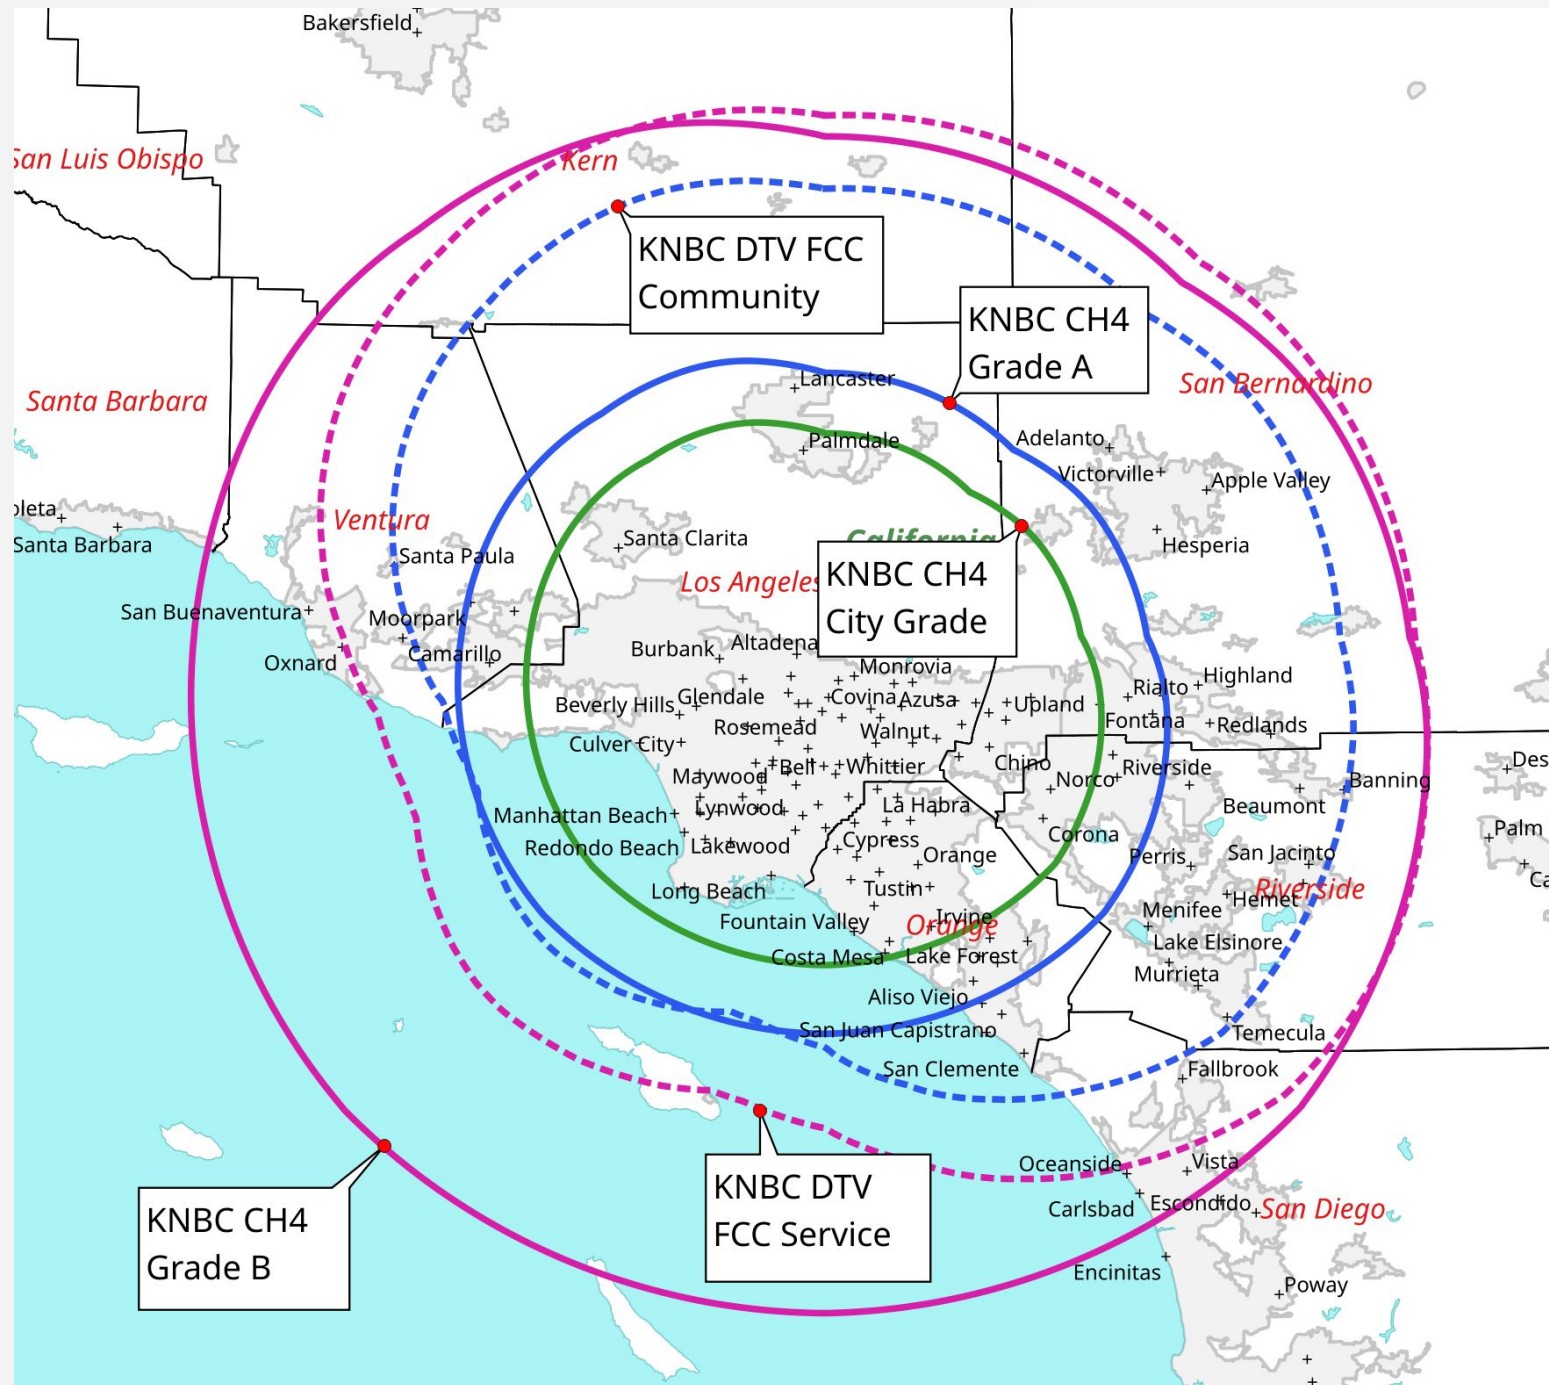 Bakersfield
San Luis Obispo
Kern
KNBC DTV FCC
Community
KNBC CH4
Grade A
Lancaster
San Bernardino
Santa Barbara
Palmdale
Adelanto
Victorville
Apple Valley
oleta
Ventura
Santa Clarita
California
Santa Barbara
Santa Paula
Hesperia
Los Angeles
KNBC CH4
City Grade
San Buenaventura
Moorpark
Burbank
Altadena
Camarillo
Oxnard
Monrovia
Highland
Rialto
Glendale
Covina
Azusa
Upland
Beverly Hills
Rosemead
Walnut
Fontana
Redlands
Culver City
Bell
Whittier
Chino
Riverside
Des
Maywood
Norco
Banning
Lynwood
La Habra
Beaumont
Manhattan Beach
Palm
Redondo Beach
Lakewood
Cypress
Orange
Corona
Perris
San Jacinto
Ca
Long Beach
Tustin
Riverside
Hemet
Menifee
Fountain Valley
Irvine
Orange
Costa Mesa
Lake Forest
Lake Elsinore
Murrieta
Aliso Viejo
San Juan Capistrano
Temecula
San Clemente
Fallbrook
Oceanside
Vista
KNBC DTV
FCC Service
Carlsbad
Escondido
San Diego
KNBC CH4
Grade B
Encinitas
Poway